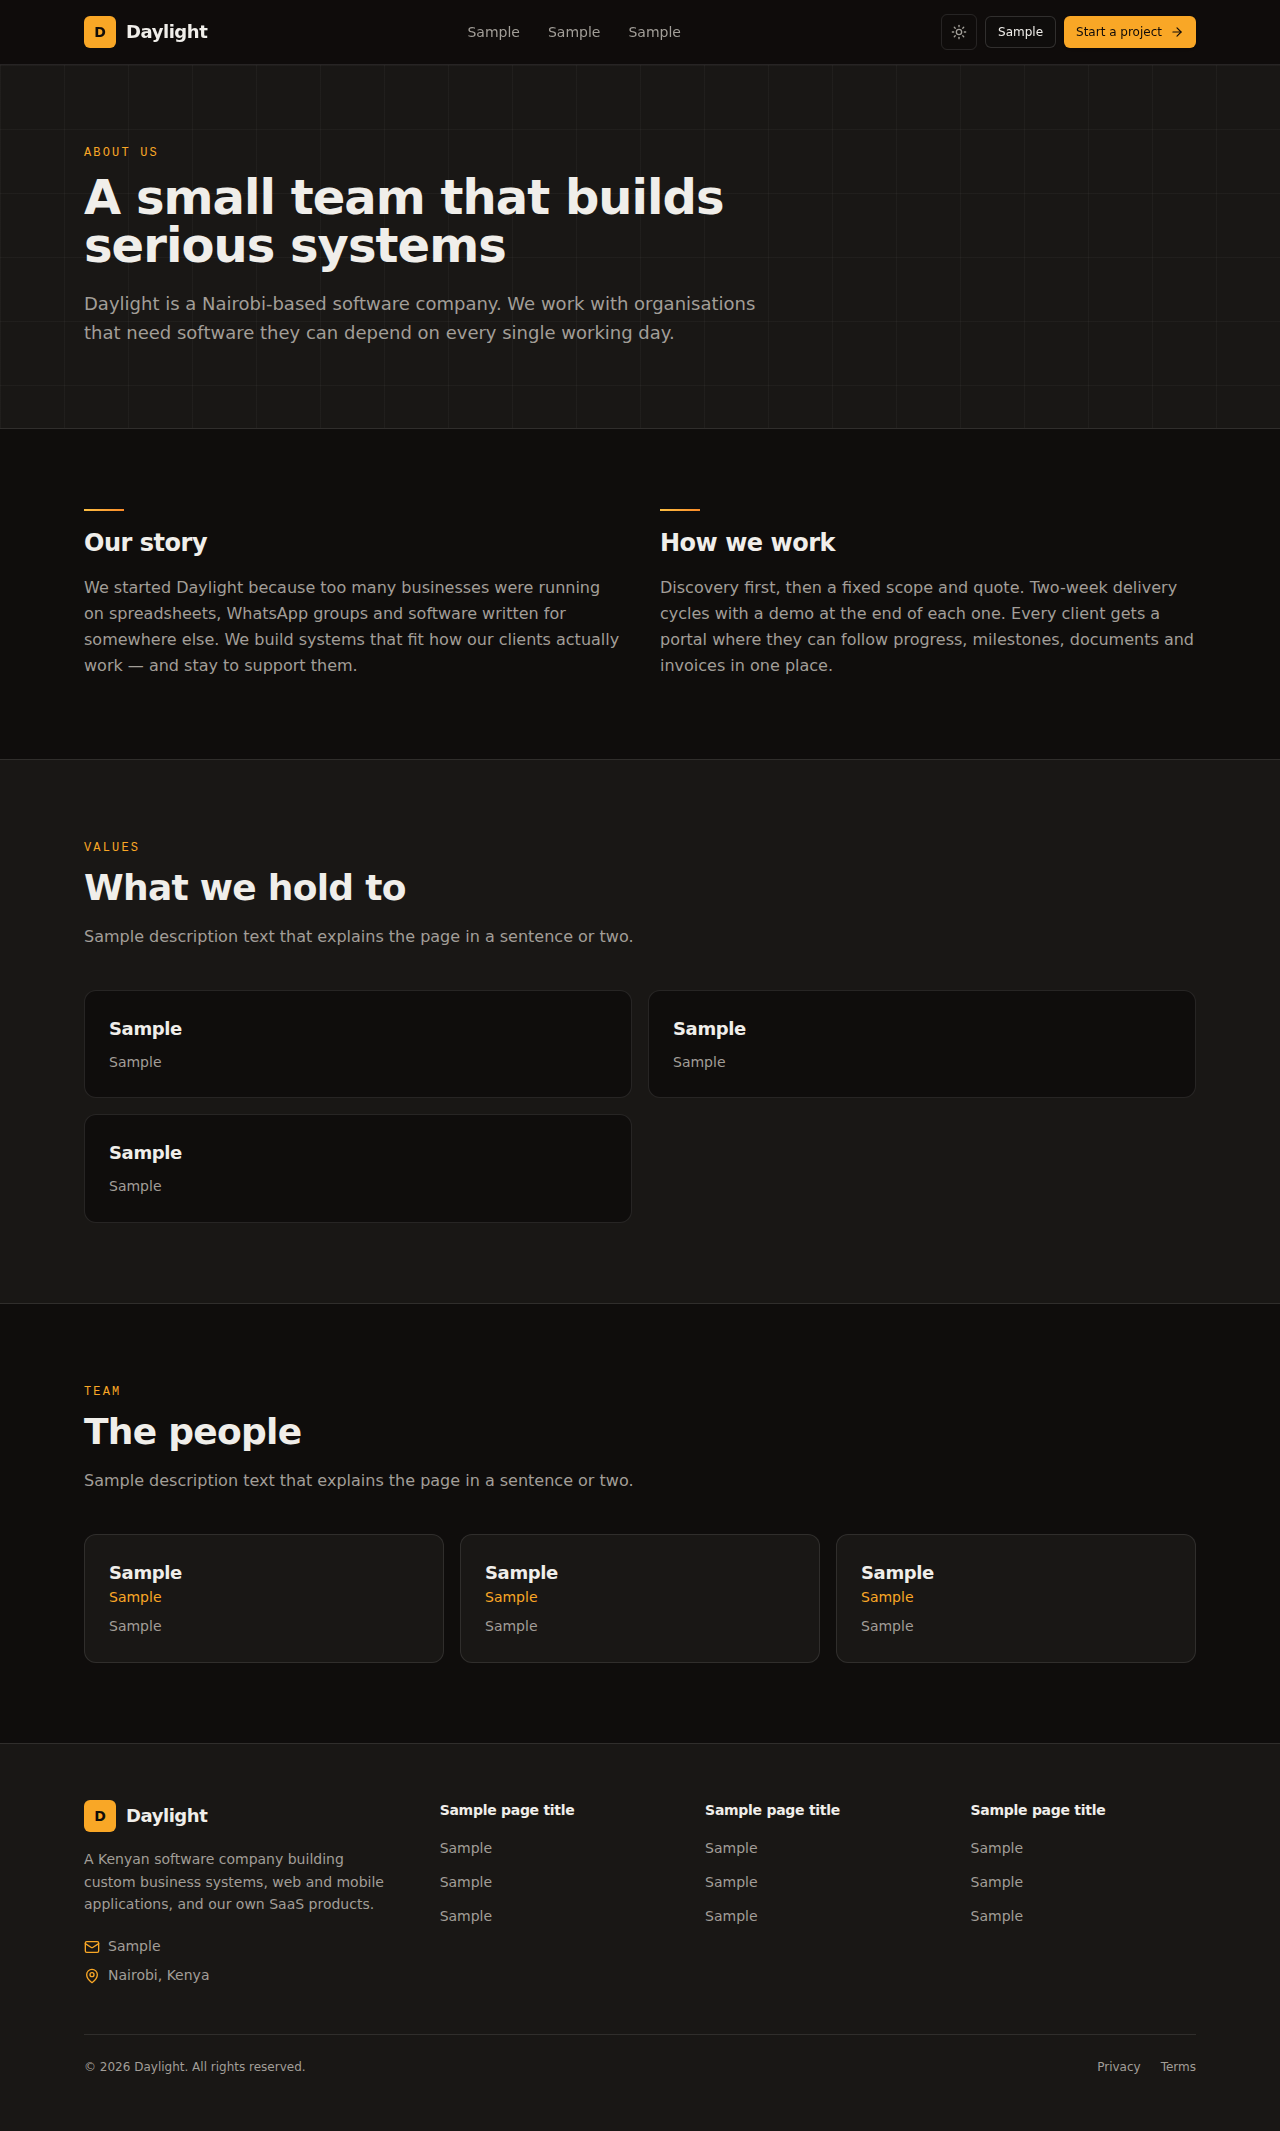 D Daylight
Sample Sample Sample
Sample
Start a project
ABOUT US
A small team that builds
serious systems
Daylight is a Nairobi-based software company. We work with organisations
that need software they can depend on every single working day.
Our story
We started Daylight because too many businesses were running
on spreadsheets, WhatsApp groups and software written for
somewhere else. We build systems that fit how our clients actually
work — and stay to support them.
How we work
Discovery first, then a fixed scope and quote. Two-week delivery
cycles with a demo at the end of each one. Every client gets a
portal where they can follow progress, milestones, documents and
invoices in one place.
VALUES
What we hold to
Sample description text that explains the page in a sentence or two.
Sample
Sample
Sample
Sample
Sample
Sample
TEAM
The people
Sample description text that explains the page in a sentence or two.
Sample
Sample
Sample
Sample
Sample
Sample
Sample
Sample
Sample
D Daylight
A Kenyan software company building
custom business systems, web and mobile
applications, and our own SaaS products.
Sample
Nairobi, Kenya
Sample page title
Sample
Sample
Sample
Sample page title
Sample
Sample
Sample
Sample page title
Sample
Sample
Sample
© 2026 Daylight. All rights reserved.
Privacy Terms